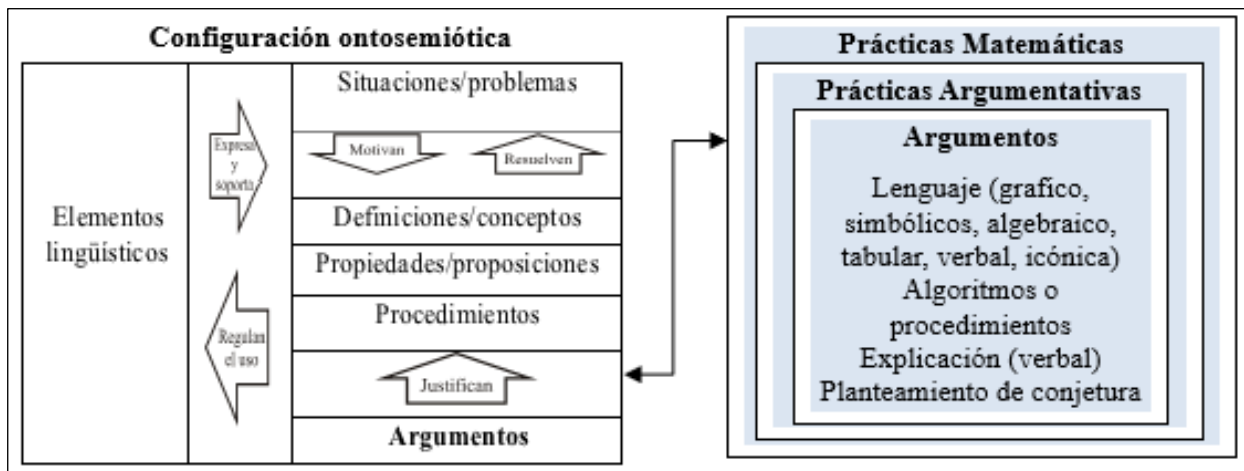 Configuración ontosemiótica
Elementos
lingüísticos
Expresa
y
soporta
Regulan
el uso
Situaciones/problemas
Motivan
Resuelven
Definiciones/conceptos
Propiedades/proposiciones
Procedimientos
Justifican
Argumentos
Prácticas Matemáticas
Prácticas Argumentativas
Argumentos
Lenguaje (grafíco,
simbólicos, algebraico,
tabular, verbal, icónica)
Algoritmos o
procedimientos
Explicación (verbal)
Planteamiento de conjetura